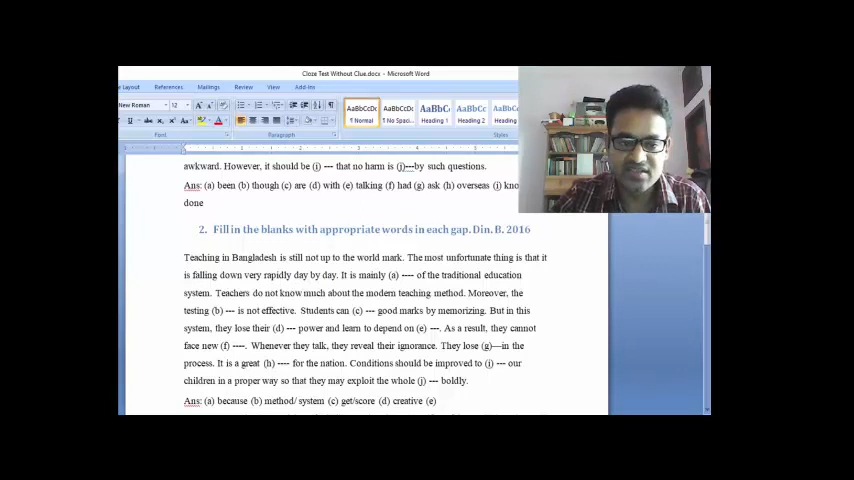 Cloze Test Without Clue.docx - Microsoft Word
Layout References Mailings Review View Add-Ins
New Roman 12
AaBbCcDc AaBbCcDc AaBbC AaBbCc AaBbCc
¶ Normal ¶ No Spaci... Heading 1 Heading 2 Heading
Font Paragraph Styles
awkward. However, it should be (i) --- that no harm is (j)---by such questions.
Ans: (a) been (b) though (c) are (d) with (e) talking (f) had (g) ask (h) overseas (i)
done
2. Fill in the blanks with appropriate words in each gap. Din. B. 2016
Teaching in Bangladesh is still not up to the world mark. The most unfortunate thing is that it
is falling down very rapidly day by day. It is mainly (a) ---- of the traditional education
system. Teachers do not know much about the modern teaching method. Moreover, the
testing (b) --- is not effective. Students can (c) --- good marks by memorizing. But in this
system, they lose their (d) --- power and learn to depend on (e) ---. As a result, they cannot
face new (f) ----. Whenever they talk, they reveal their ignorance. They lose (g)—in the
process. It is a great (h) ---- for the nation. Conditions should be improved to (i) --- our
children in a proper way so that they may exploit the whole (j) --- boldly.
Ans: (a) because (b) method/ system (c) get/score (d) creative (e)